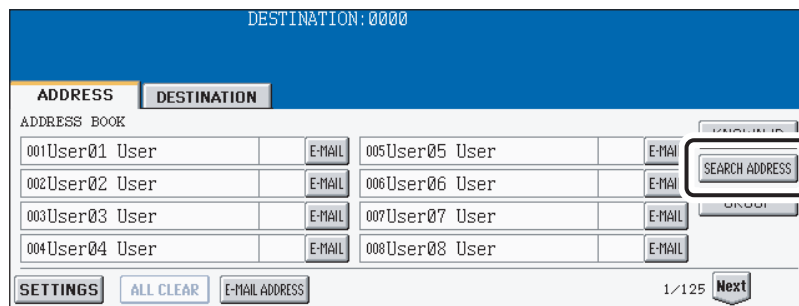 DESTINATION:0000
ADDRESS DESTINATION
ADDRESS BOOK
001User01 User E-MAIL 005User05 User E-MAI
SEARCH ADDRESS
002User02 User E-MAIL 006User06 User E-MAI
003User03 User E-MAIL 007User07 User E-MAIL
004User04 User E-MAIL 008User08 User E-MAIL
SETTINGS ALL CLEAR E-MAIL ADDRESS 1/125 Next